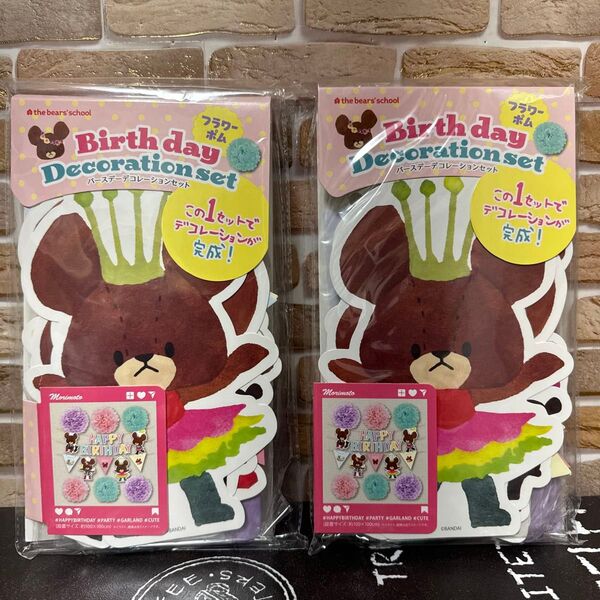 the bears' school
フラワー
ポム
Birthday
Decoration set
バースデーデコレーションセット
この1セットで
デコレーションが
完成!
Morimoto
HAPPY
BIRTHDAY
#HAPPYBIRTHDAY #PARTY #GARLAND #CUTE
©BANDAI
the bears' school
フラワー
ポム
Birthday
Decoration set
バースデーデコレーションセット
この1セットで
デコレーションが
完成!
Morimoto
HAPPY
BIRTHDAY
#HAPPYBIRTHDAY #PARTY #GARLAND #CUTE
©BANDAI